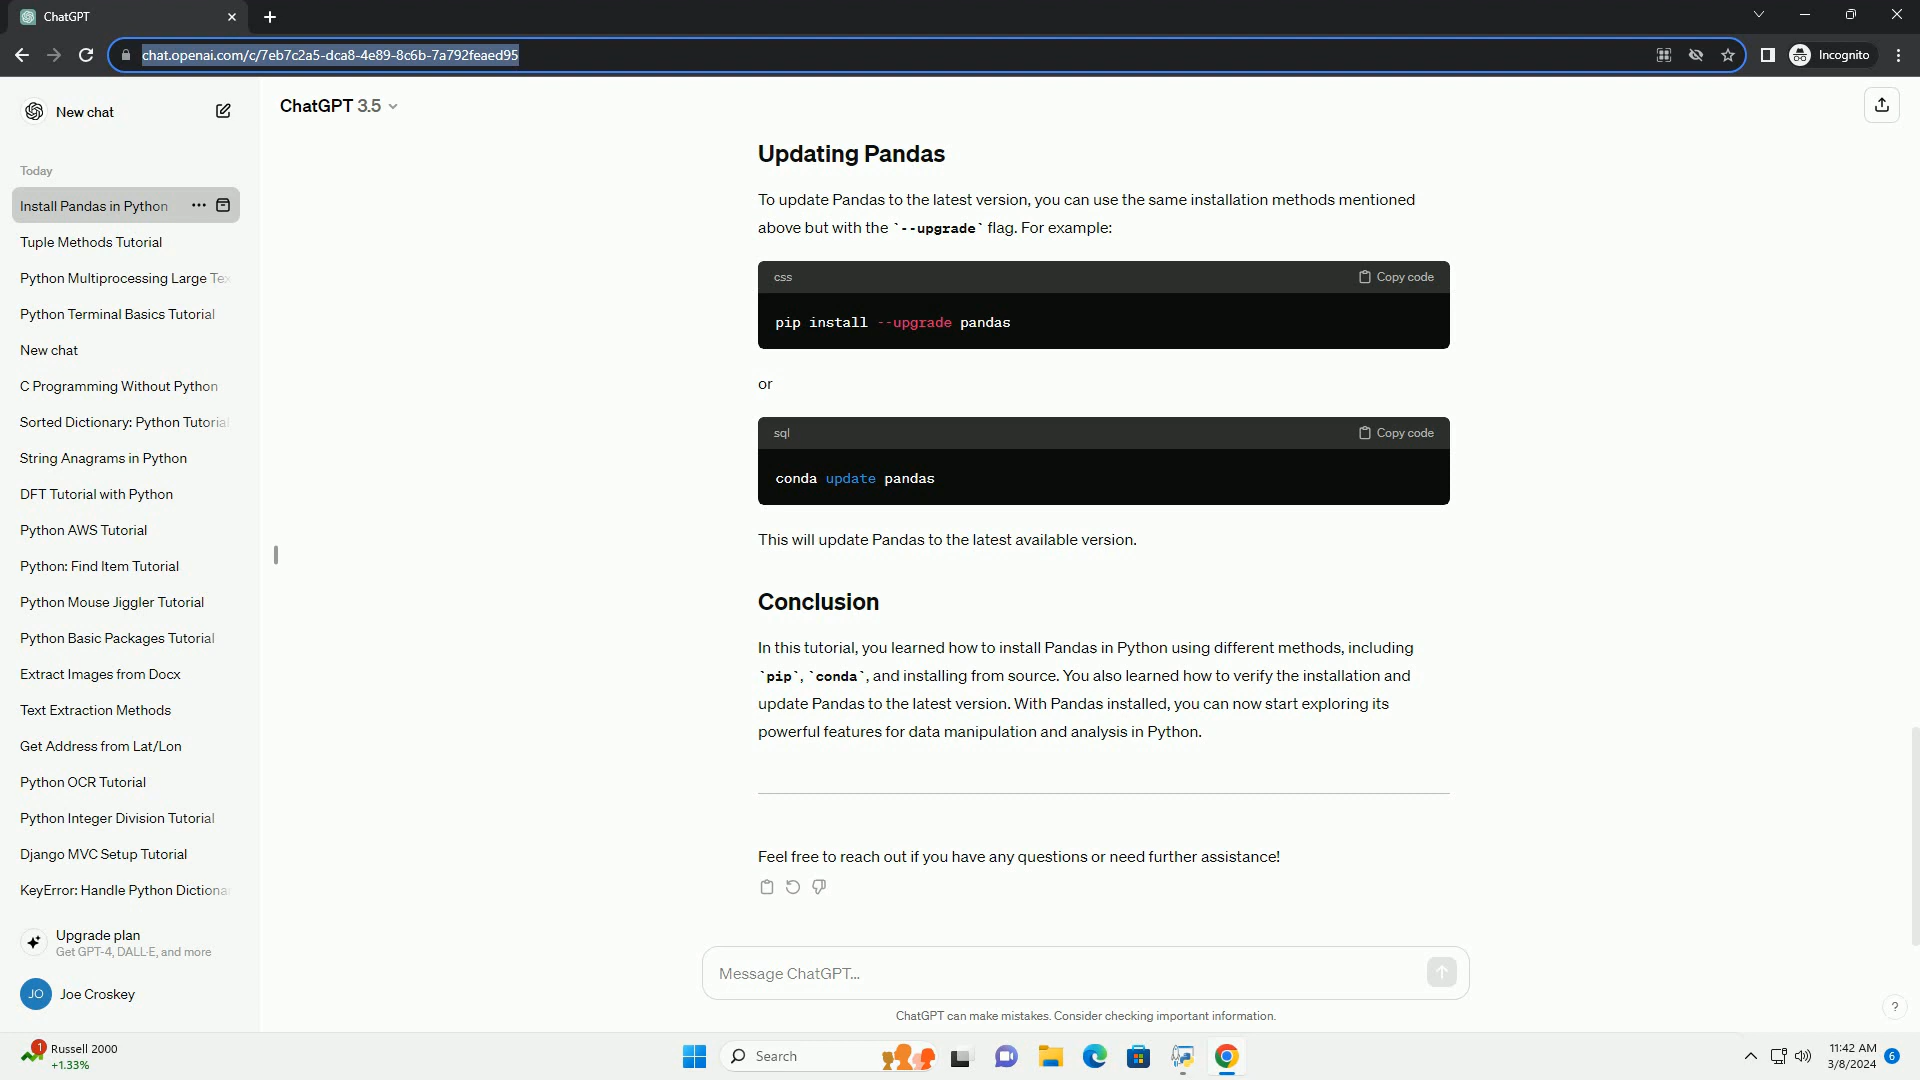 ChatGPT
chat.openai.com/c/7eb7c2a5-dca8-4e89-8c6b-7a792feaed95
Incognito
New chat
ChatGPT 3.5
Today
Install Pandas in Python
Tuple Methods Tutorial
Python Multiprocessing Large Tex
Python Terminal Basics Tutorial
New chat
C Programming Without Python
Sorted Dictionary: Python Tutorial
String Anagrams in Python
DFT Tutorial with Python
Python AWS Tutorial
Python: Find Item Tutorial
Python Mouse Jiggler Tutorial
Python Basic Packages Tutorial
Extract Images from Docx
Text Extraction Methods
Get Address from Lat/Lon
Python OCR Tutorial
Python Integer Division Tutorial
Django MVC Setup Tutorial
KeyError: Handle Python Dictiona
Upgrade plan
Get GPT-4, DALL·E, and more
JO
Joe Croskey
Updating Pandas
To update Pandas to the latest version, you can use the same installation methods mentioned
above but with the `--upgrade` flag. For example:
css
Copy code
pip install --upgrade pandas
or
sql
Copy code
conda update pandas
This will update Pandas to the latest available version.
Conclusion
In this tutorial, you learned how to install Pandas in Python using different methods, including
`pip`, `conda`, and installing from source. You also learned how to verify the installation and
update Pandas to the latest version. With Pandas installed, you can now start exploring its
powerful features for data manipulation and analysis in Python.
Feel free to reach out if you have any questions or need further assistance!
Message ChatGPT...
ChatGPT can make mistakes. Consider checking important information.
?
1
Russell 2000
+1.33%
Search
11:42 AM
3/8/2024
6